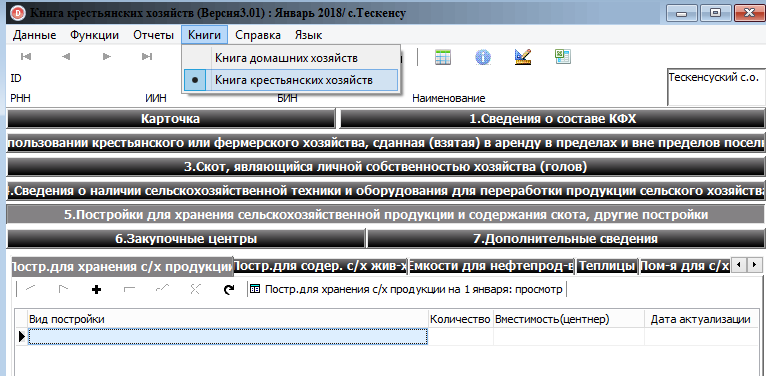 Книга крестьянских хозяйств (Версия3.01) : Январь 2018/ с.Тескенсу
Данные Функции Отчеты Книги Справка Язык
Книга домашних хозяйств
Книга крестьянских хозяйств
ID
Тескенсуский с.о.
РНН ИИН БИН Наименование
Карточка 1.Сведения о составе КФХ
пользовании крестьянского или фермерского хозяйства, сданная (взятая) в аренду в пределах и вне пределов посел
3.Скот, являющийся личной собственностью хозяйства (голов)
.Сведения о наличии сельскохозяйственной техники и оборудования для переработки продукции сельского хозяйства
5.Постройки для хранения сельскохозяйственной продукции и содержания скота, другие постройки
6.Закупочные центры 7.Дополнительные сведения
Постр.для хранения с/х продукции Постр.для содер. с/х жив-х Емкости для нефтепрод-в Теплицы Пом-я для с/х
Постр.для хранения с/х продукции на 1 января: просмотр
Вид постройки Количество Вместимость(центнер) Дата актуализации